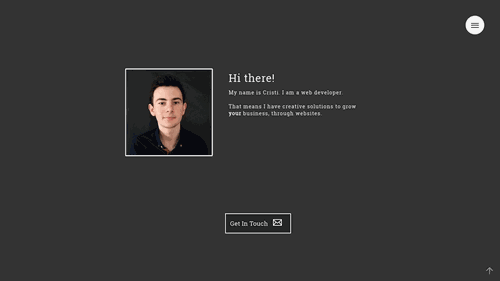 Hi there!
My name is Cristi. I am a web developer.
That means I have creative solutions to grow
your business, through websites.
Get In Touch